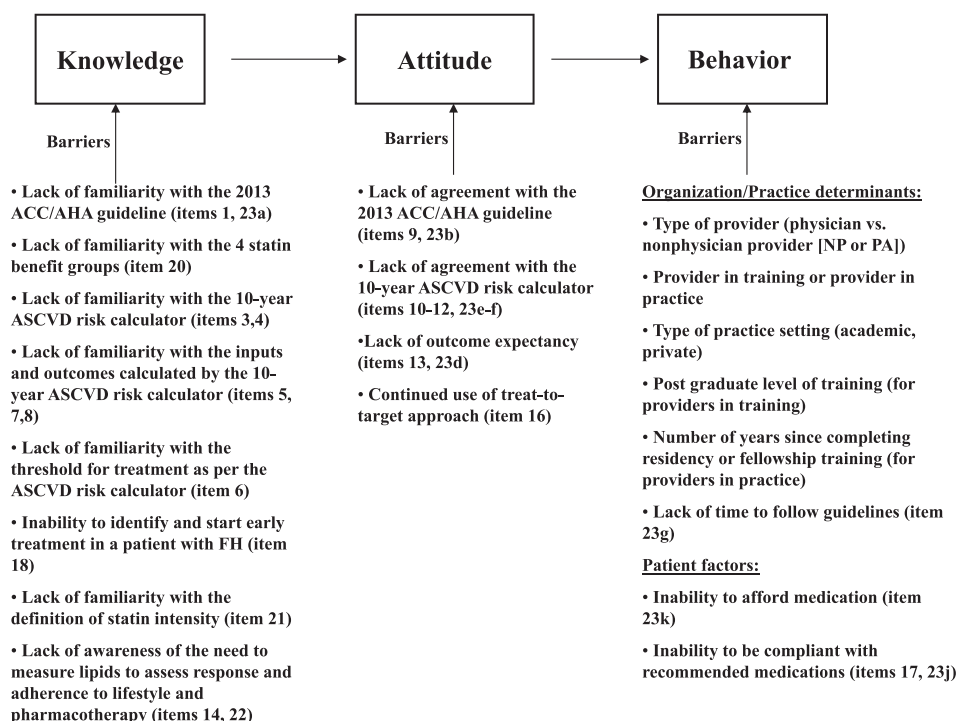 Knowledge
Attitude
Behavior
Barriers
Barriers
Barriers
• Lack of familiarity with the 2013
ACC/AHA guideline (items 1, 23a)
• Lack of familiarity with the 4 statin
benefit groups (item 20)
• Lack of familiarity with the 10-year
ASCVD risk calculator (items 3,4)
• Lack of familiarity with the inputs
and outcomes calculated by the 10-
year ASCVD risk calculator (items 5,
7,8)
• Lack of familiarity with the
threshold for treatment as per the
ASCVD risk calculator (item 6)
• Inability to identify and start early
treatment in a patient with FH (item
18)
• Lack of familiarity with the
definition of statin intensity (item 21)
• Lack of awareness of the need to
measure lipids to assess response and
adherence to lifestyle and
pharmacotherapy (items 14, 22)
• Lack of agreement with the
2013 ACC/AHA guideline
(items 9, 23b)
• Lack of agreement with the
10-year ASCVD risk calculator
(items 10-12, 23e-f)
•Lack of outcome expectancy
(items 13, 23d)
• Continued use of treat-to-
target approach (item 16)
Organization/Practice determinants:
• Type of provider (physician vs.
nonphysician provider [NP or PA])
• Provider in training or provider in
practice
• Type of practice setting (academic,
private)
• Post graduate level of training (for
providers in training)
• Number of years since completing
residency or fellowship training (for
providers in practice)
• Lack of time to follow guidelines (item
23g)
Patient factors:
• Inability to afford medication (item
23k)
• Inability to be compliant with
recommended medications (items 17, 23j)